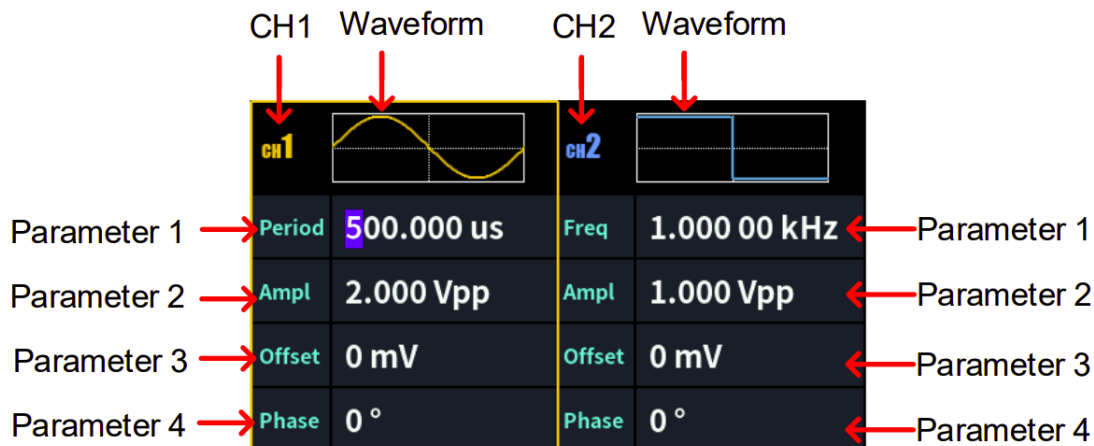 CH1 Waveform CH2 Waveform
CH1 CH2
Parameter 1 Period 500.000 us Freq 1.000 00 kHz Parameter 1
Parameter 2 Ampl 2.000 Vpp Ampl 1.000 Vpp Parameter 2
Parameter 3 Offset 0 mV Offset 0 mV Parameter 3
Parameter 4 Phase 0 ° Phase 0 ° Parameter 4